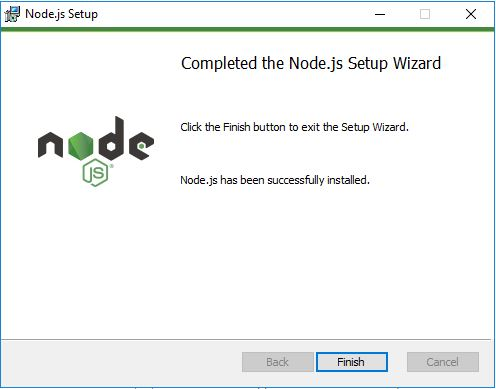 Node.js Setup
Completed the Node.js Setup Wizard
Click the Finish button to exit the Setup Wizard.
node
JS
Node.js has been successfully installed.
Back Finish Cancel